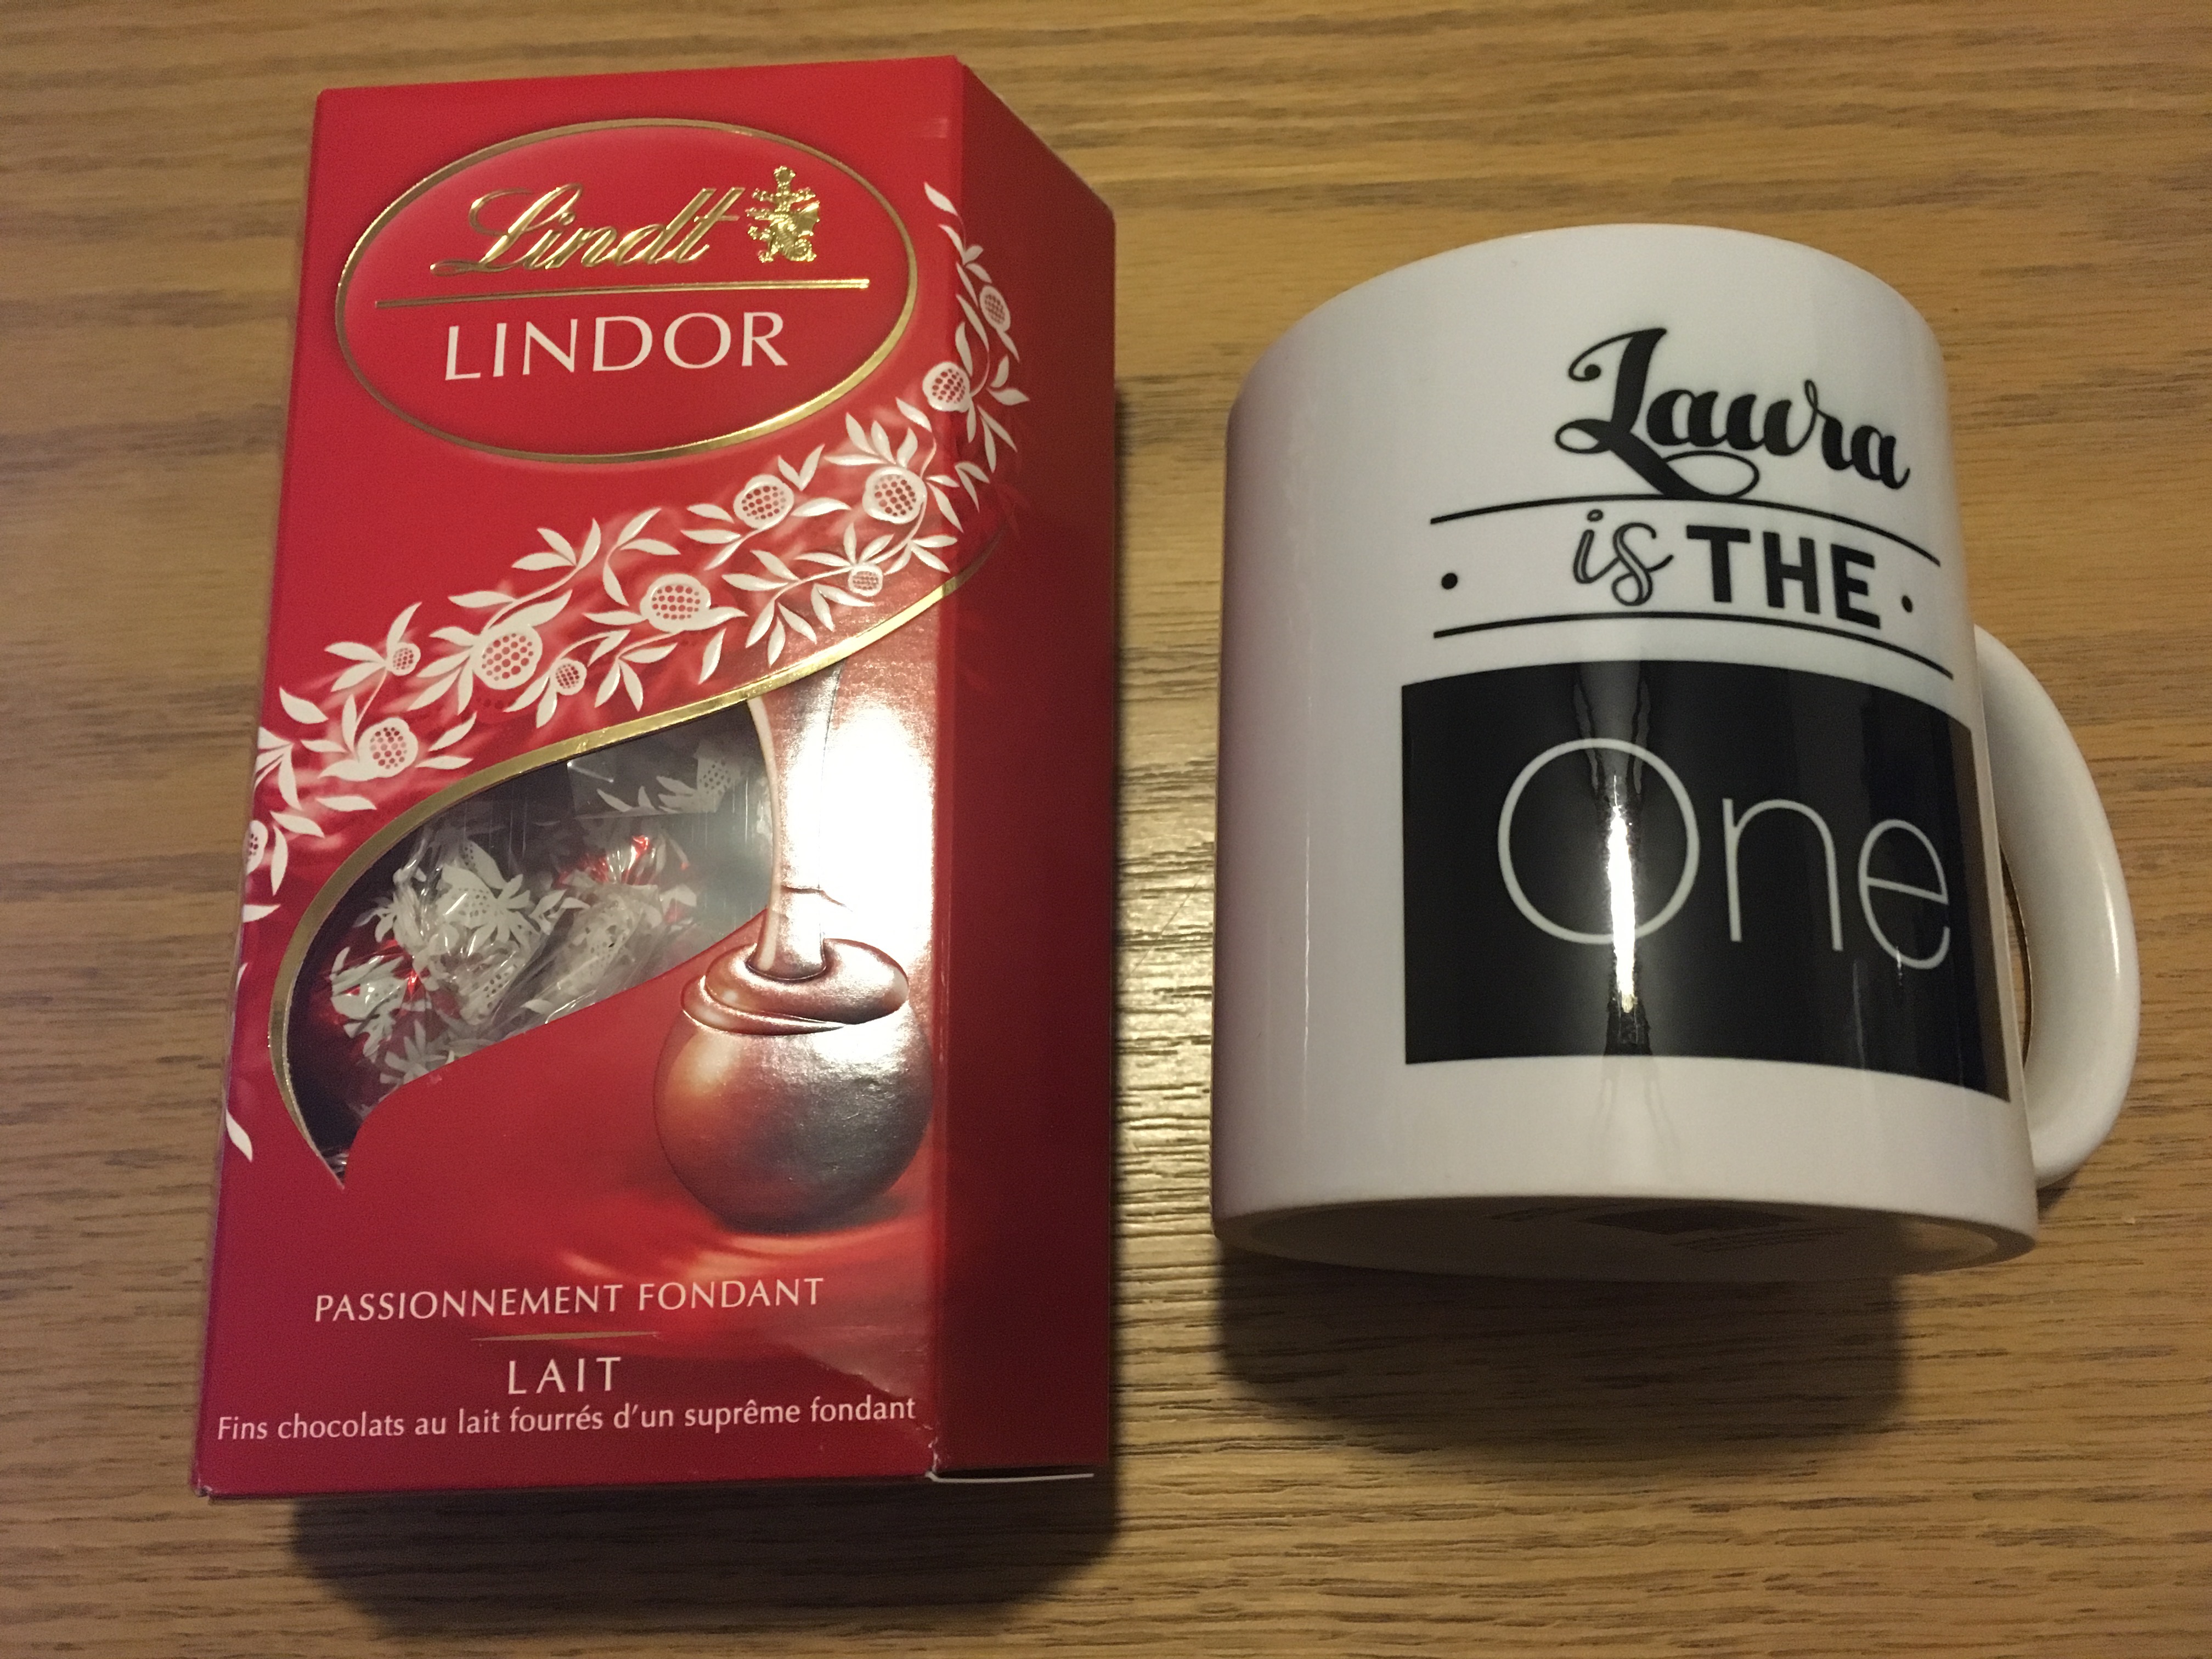 Lindt
LINDOR
PASSIONNEMENT FONDANT
LAIT
Fins chocolats au lait fourrés d'un suprême fondant
Laura
is THE
One